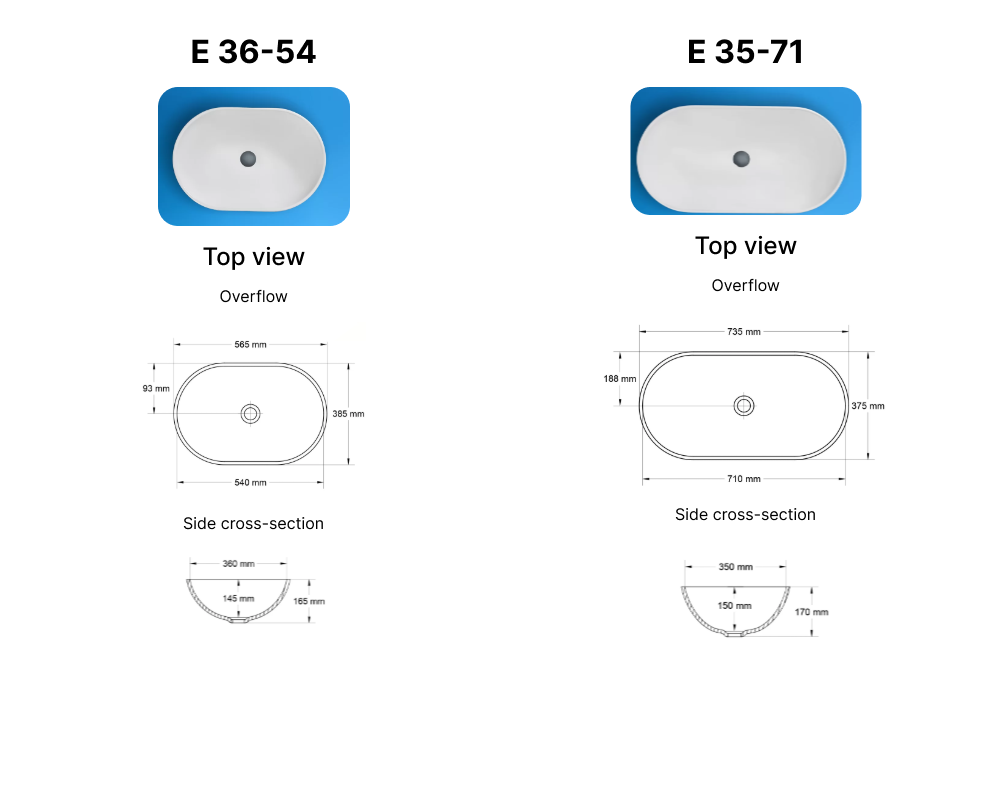 E 36-54
Top view
Overflow
565 mm
93 mm
385 mm
540 mm
Side cross-section
360 mm
145 mm
165 mm
E 35-71
Top view
Overflow
735 mm
188 mm
375 mm
710 mm
Side cross-section
350 mm
150 mm
170 mm